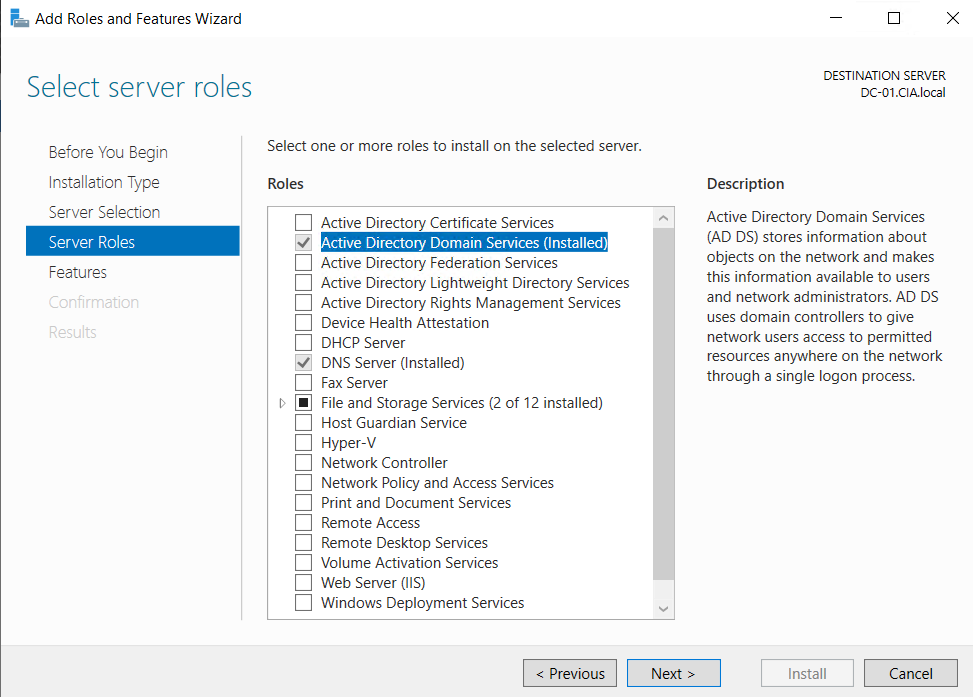 Add Roles and Features Wizard
Select server roles
DESTINATION SERVER
DC-01.CIA.local
Before You Begin
Installation Type
Server Selection
Server Roles
Features
Confirmation
Results
Select one or more roles to install on the selected server.
Roles
Active Directory Certificate Services
Active Directory Domain Services (Installed)
Active Directory Federation Services
Active Directory Lightweight Directory Services
Active Directory Rights Management Services
Device Health Attestation
DHCP Server
DNS Server (Installed)
Fax Server
File and Storage Services (2 of 12 installed)
Host Guardian Service
Hyper-V
Network Controller
Network Policy and Access Services
Print and Document Services
Remote Access
Remote Desktop Services
Volume Activation Services
Web Server (IIS)
Windows Deployment Services
Description
Active Directory Domain Services
(AD DS) stores information about
objects on the network and makes
this information available to users
and network administrators. AD DS
uses domain controllers to give
network users access to permitted
resources anywhere on the network
through a single logon process.
< Previous
Next >
Install
Cancel